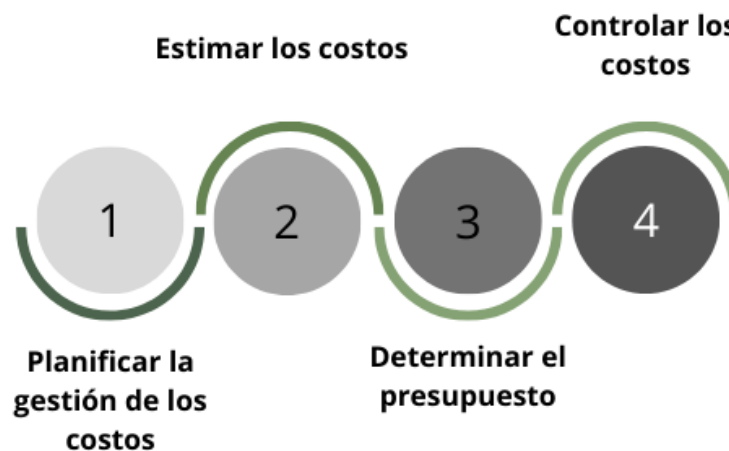 Estimar los costos
Controlar los
costos
1
2
3
4
Planificar la
gestión de los
costos
Determinar el
presupuesto